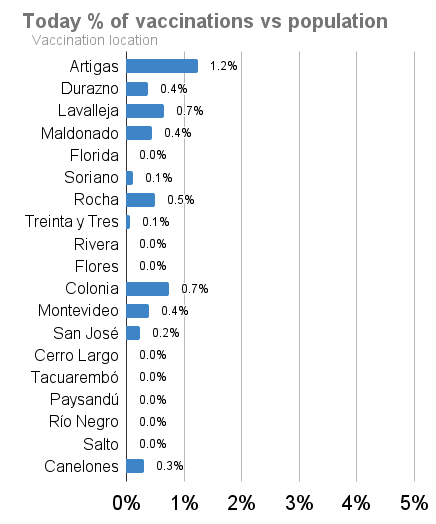 Today % of vaccinations vs population
Vaccination location
Artigas 1.2%
Durazno 0.4%
Lavalleja 0.7%
Maldonado 0.4%
Florida 0.0%
Soriano 0.1%
Rocha 0.5%
Treinta y Tres 0.1%
Rivera 0.0%
Flores 0.0%
Colonia 0.7%
Montevideo 0.4%
San José 0.2%
Cerro Largo 0.0%
Tacuarembó 0.0%
Paysandú 0.0%
Río Negro 0.0%
Salto 0.0%
Canelones 0.3%
0% 1% 2% 3% 4% 5%